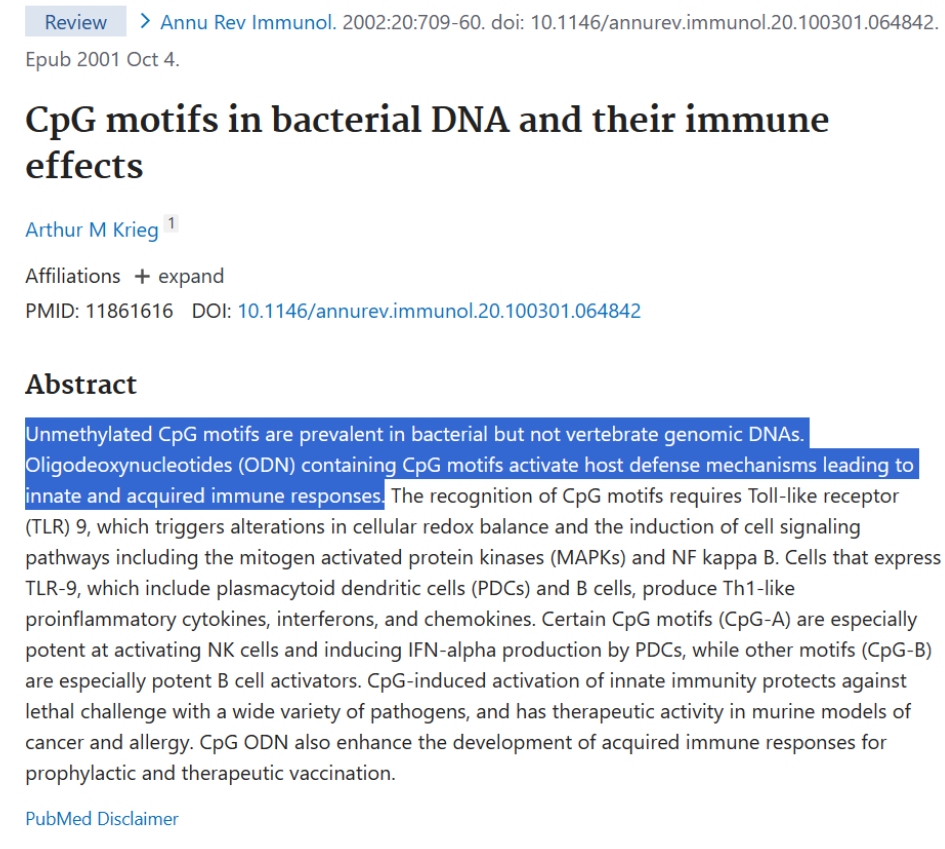 Review > Annu Rev Immunol. 2002:20:709-60. doi: 10.1146/annurev.immunol.20.100301.064842.
Epub 2001 Oct 4.
CpG motifs in bacterial DNA and their immune
effects
Arthur M Krieg 1
Affiliations + expand
PMID: 11861616 DOI: 10.1146/annurev.immunol.20.100301.064842
Abstract
Unmethylated CpG motifs are prevalent in bacterial but not vertebrate genomic DNAs.
Oligodeoxynucleotides (ODN) containing CpG motifs activate host defense mechanisms leading to
innate and acquired immune responses. The recognition of CpG motifs requires Toll-like receptor
(TLR) 9, which triggers alterations in cellular redox balance and the induction of cell signaling
pathways including the mitogen activated protein kinases (MAPKs) and NF kappa B. Cells that express
TLR-9, which include plasmacytoid dendritic cells (PDCs) and B cells, produce Th1-like
proinflammatory cytokines, interferons, and chemokines. Certain CpG motifs (CpG-A) are especially
potent at activating NK cells and inducing IFN-alpha production by PDCs, while other motifs (CpG-B)
are especially potent B cell activators. CpG-induced activation of innate immunity protects against
lethal challenge with a wide variety of pathogens, and has therapeutic activity in murine models of
cancer and allergy. CpG ODN also enhance the development of acquired immune responses for
prophylactic and therapeutic vaccination.
PubMed Disclaimer